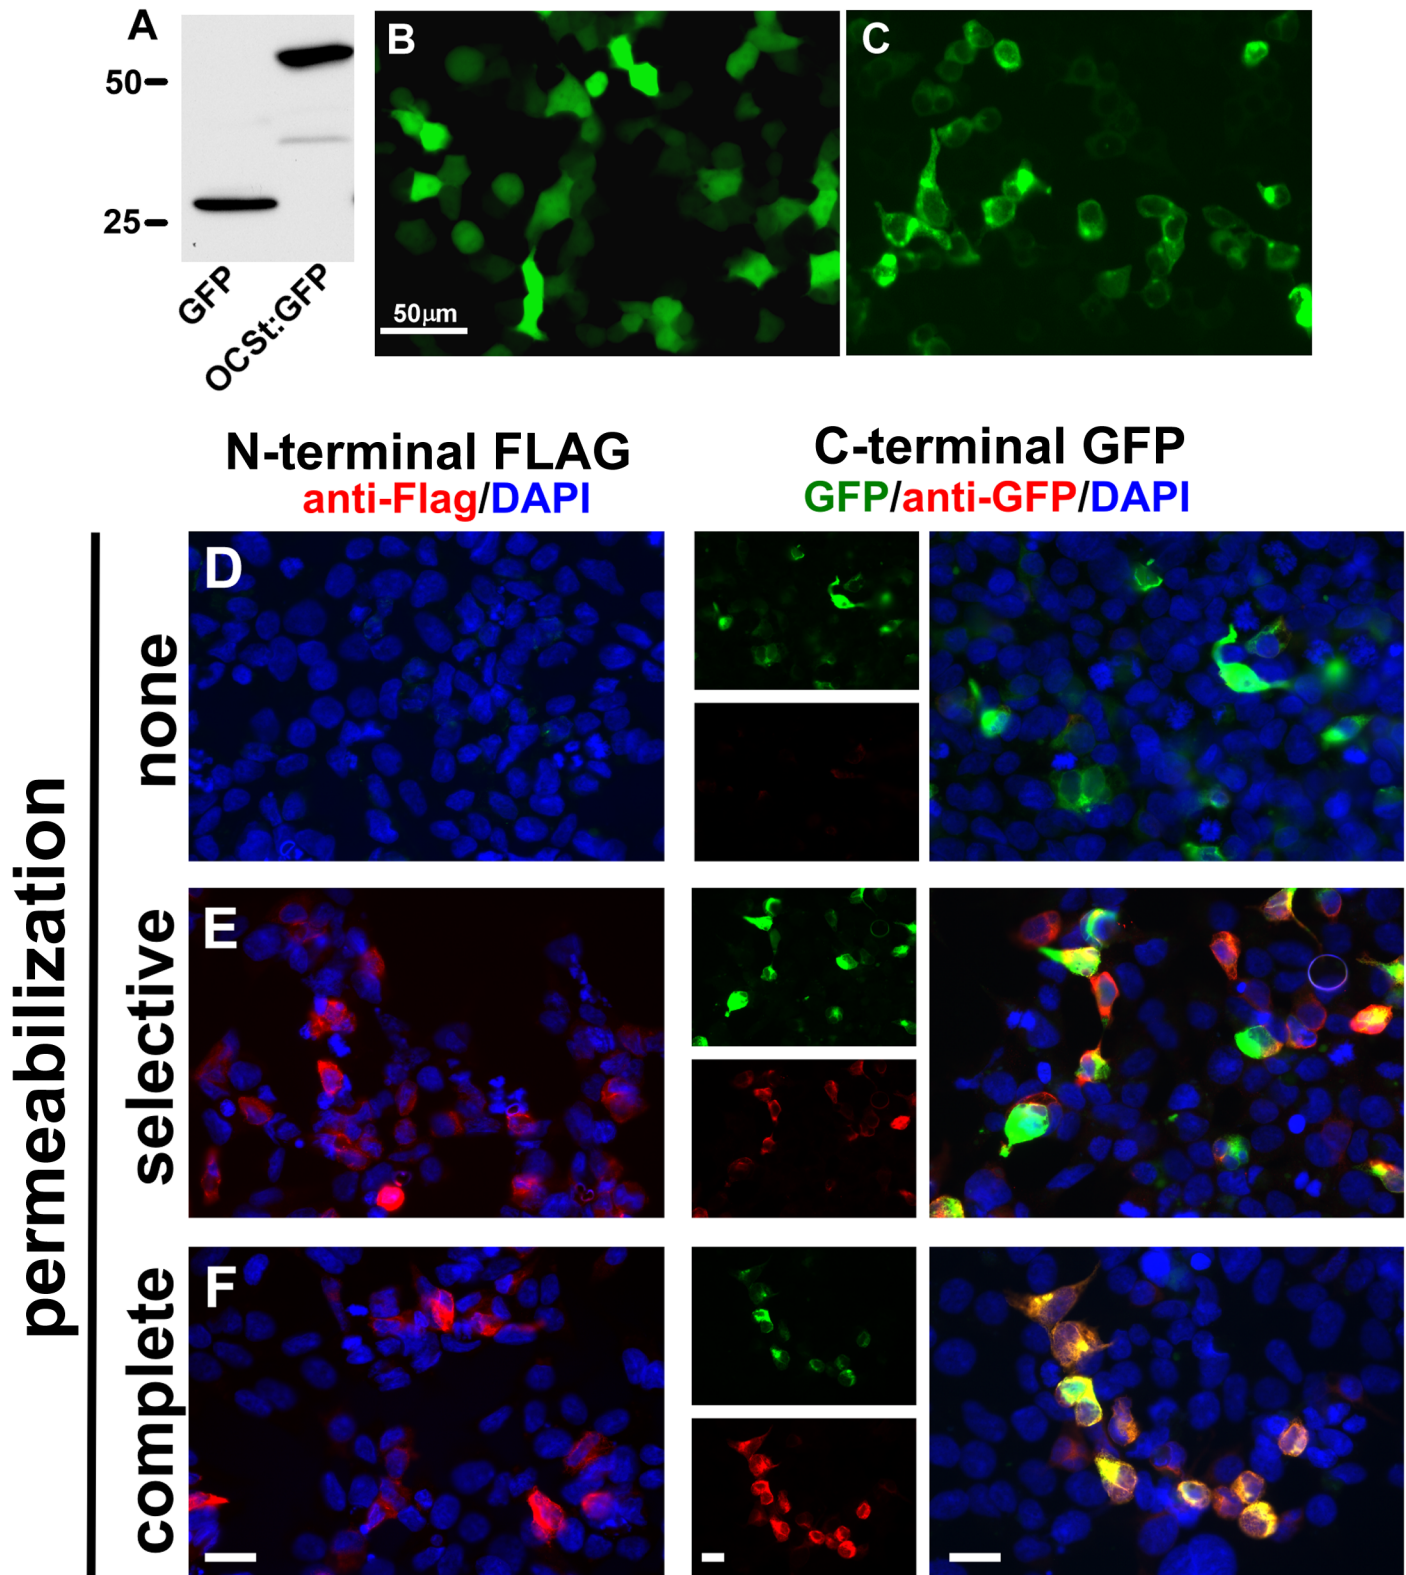 A
50
25
GFP
OCSt:GFP
B
50μm
C
N-terminal FLAG
anti-Flag/DAPI
C-terminal GFP
GFP/anti-GFP/DAPI
permeabilization
none
D
selective
E
complete
F